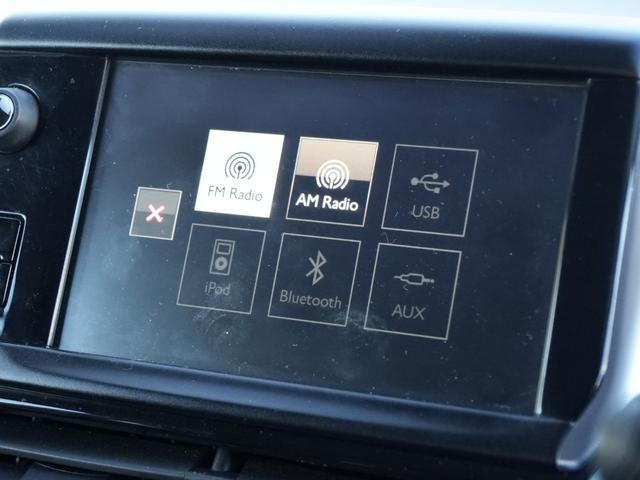 FM Radio
AM Radio
USB
iPod
Bluetooth
AUX